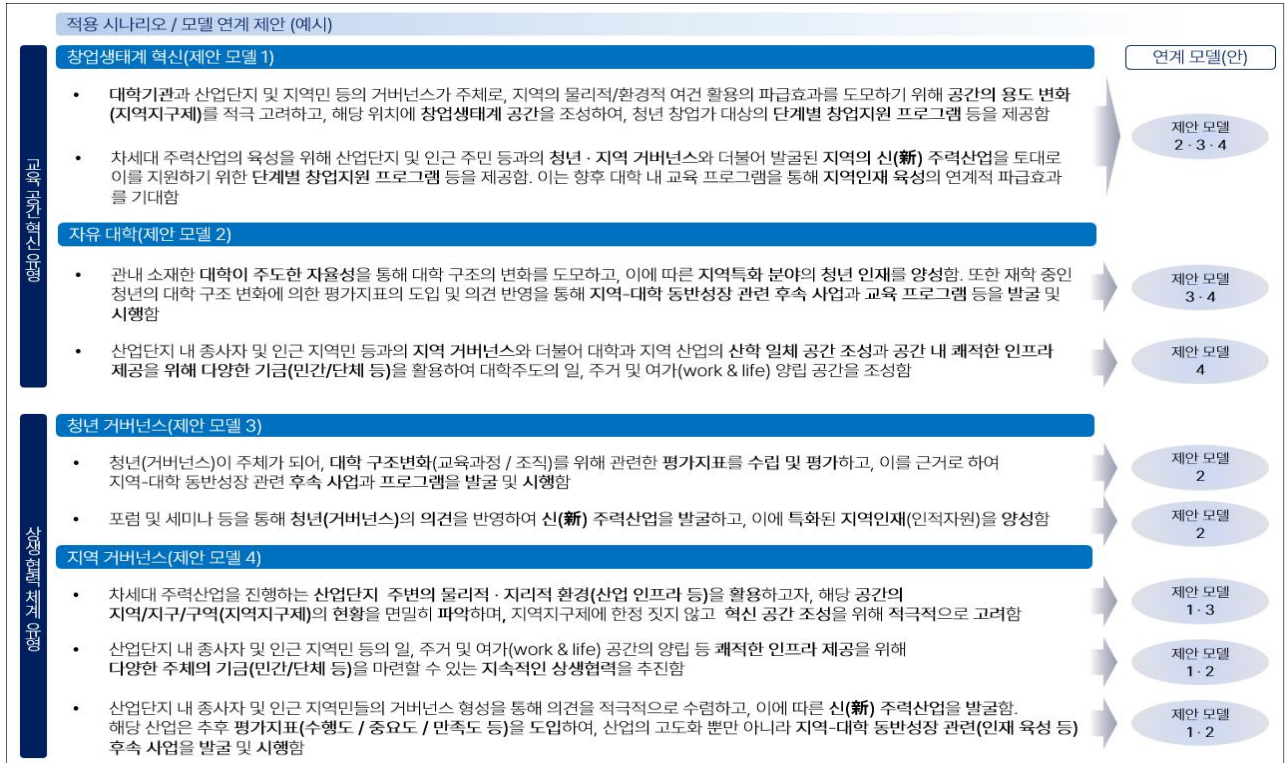 적용 시나리오 / 모델 연계 제안 (예시)
교육 공간 혁신 유형
창업생태계 혁신(제안 모델 1)
연계 모델(안)
• 대학기관과 산업단지 및 지역민 등의 거버넌스가 주체로, 지역의 물리적/환경적 여건 활용의 파급효과를 도모하기 위해 공간의 용도 변화
(지역지구제)를 적극 고려하고, 해당 위치에 창업생태계 공간을 조성하여, 청년 창업가 대상의 단계별 창업지원 프로그램 등을 제공함
• 차세대 주력산업의 육성을 위해 산업단지 및 인근 주민 등과의 청년 · 지역 거버넌스와 더불어 발굴된 지역의 신(新) 주력산업을 토대로
이를 지원하기 위한 단계별 창업지원 프로그램 등을 제공함. 이는 향후 대학 내 교육 프로그램을 통해 지역인재 육성의 연계적 파급효과
를 기대함
제안 모델
2 · 3 · 4
자유 대학(제안 모델 2)
• 관내 소재한 대학이 주도한 자율성을 통해 대학 구조의 변화를 도모하고, 이에 따른 지역특화 분야의 청년 인재를 양성함. 또한 재학 중인
청년의 대학 구조 변화에 의한 평가지표의 도입 및 의견 반영을 통해 지역-대학 동반성장 관련 후속 사업과 교육 프로그램 등을 발굴 및
시행함
제안 모델
3 · 4
• 산업단지 내 종사자 및 인근 지역민 등과의 지역 거버넌스와 더불어 대학과 지역 산업의 산학 일체 공간 조성과 공간 내 쾌적한 인프라
제공을 위해 다양한 기금(민간/단체 등)을 활용하여 대학주도의 일, 주거 및 여가(work & life) 양립 공간을 조성함
제안 모델
4
상생협력 체계 유형
청년 거버넌스(제안 모델 3)
• 청년(거버넌스)이 주체가 되어, 대학 구조변화(교육과정 / 조직)를 위해 관련한 평가지표를 수립 및 평가하고, 이를 근거로 하여
지역-대학 동반성장 관련 후속 사업과 프로그램을 발굴 및 시행함
제안 모델
2
• 포럼 및 세미나 등을 통해 청년(거버넌스)의 의견을 반영하여 신(新) 주력산업을 발굴하고, 이에 특화된 지역인재(인적자원)을 양성함
제안 모델
2
지역 거버넌스(제안 모델 4)
• 차세대 주력산업을 진행하는 산업단지 주변의 물리적 · 지리적 환경(산업 인프라 등)을 활용하고자, 해당 공간의
지역/지구/구역(지역지구제)의 현황을 면밀히 파악하며, 지역지구제에 한정 짓지 않고 혁신 공간 조성을 위해 적극적으로 고려함
제안 모델
1 · 3
• 산업단지 내 종사자 및 인근 지역민 등의 일, 주거 및 여가(work & life) 공간의 양립 등 쾌적한 인프라 제공을 위해
다양한 주체의 기금(민간/단체 등)을 마련할 수 있는 지속적인 상생협력을 추진함
제안 모델
1 · 2
• 산업단지 내 종사자 및 인근 지역민들의 거버넌스 형성을 통해 의견을 적극적으로 수렴하고, 이에 따른 신(新) 주력산업을 발굴함.
해당 산업은 추후 평가지표(수행도 / 중요도 / 만족도 등)을 도입하여, 산업의 고도화 뿐만 아니라 지역-대학 동반성장 관련(인재 육성 등)
후속 사업을 발굴 및 시행함
제안 모델
1 · 2